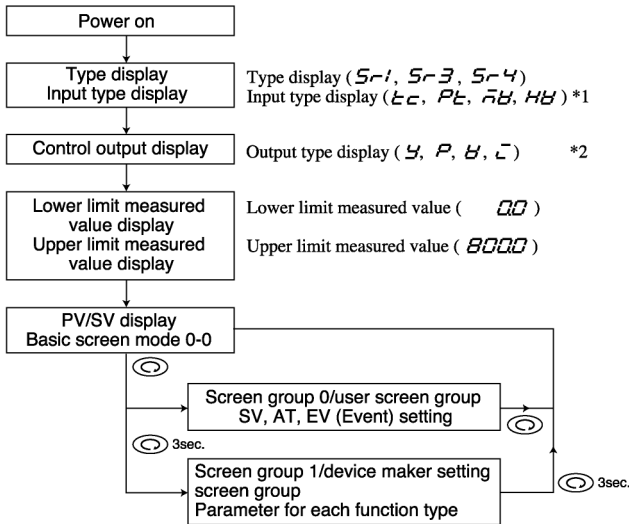 Power on
Type display
Input type display
Type display ( Sr1, Sr3, Sr4 )
Input type display ( tc, Pt, mV, HV ) *1
Control output display
Output type display ( Y, P, V, I ) *2
Lower limit measured
value display
Upper limit measured
value display
Lower limit measured value ( 0.0 )
Upper limit measured value ( 800.0 )
PV/SV display
Basic screen mode 0-0
Screen group 0/user screen group
SV, AT, EV (Event) setting
3sec.
Screen group 1/device maker setting
screen group
Parameter for each function type
3sec.